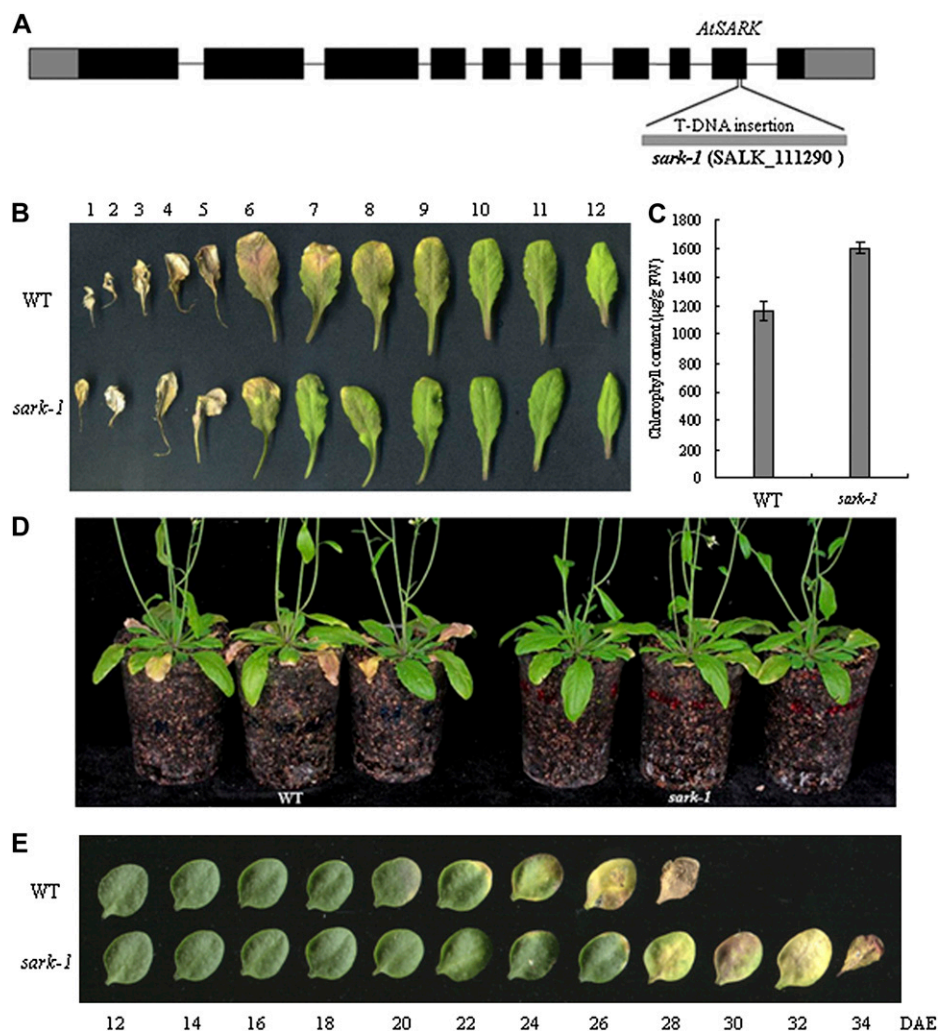 A
AtSARK
T-DNA insertion
sark-1 (SALK_111290 )
B
1 2 3 4 5 6 7 8 9 10 11 12
WT
sark-1
C
1800
1600
1400
1200
1000
800
600
400
200
0
Chlorophyll content (µg/g FW)
WT sark-1
D
WT sark-1
E
WT
sark-1
12 14 16 18 20 22 24 26 28 30 32 34 DAE